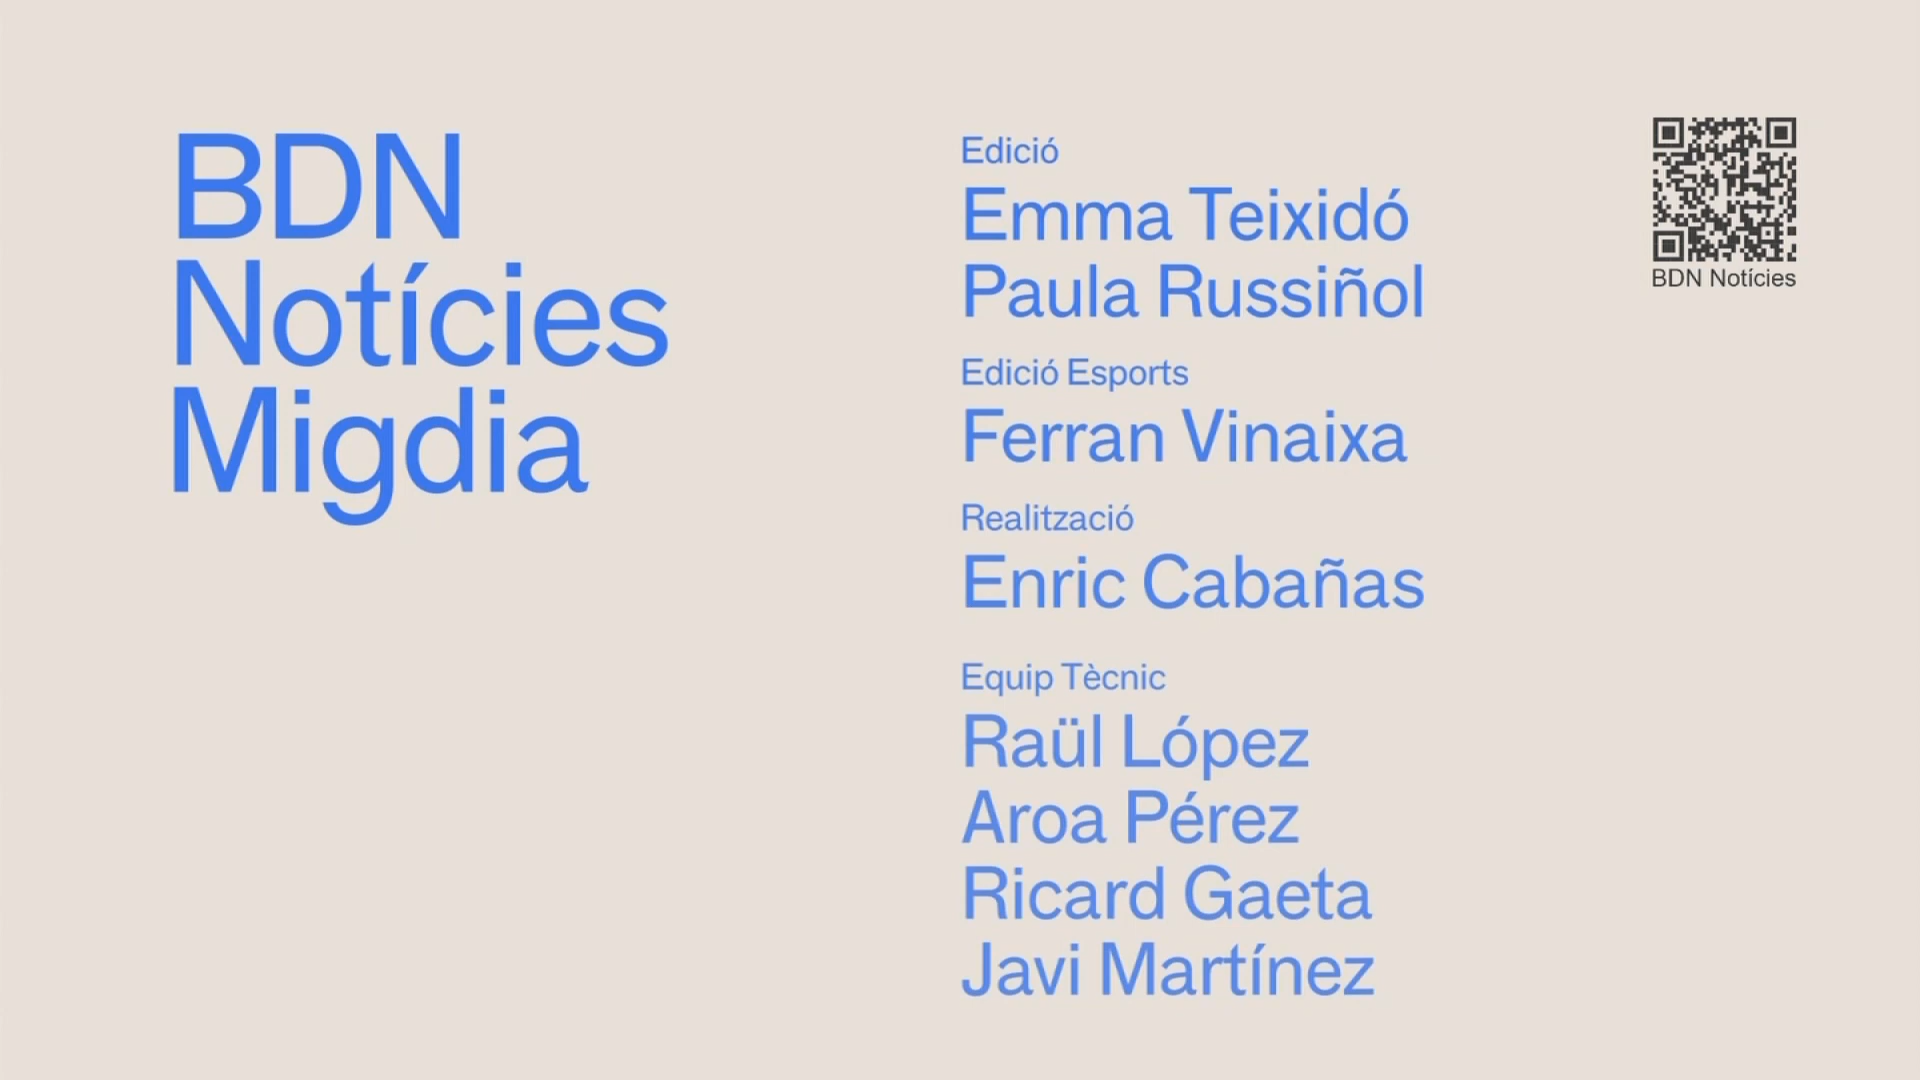 BDN
Notícies
Migdia
Edició
Emma Teixidó
Paula Russiñol
Edició Esports
Ferran Vinaixa
Realització
Enric Cabañas
Equip Tècnic
Raül López
Aroa Pérez
Ricard Gaeta
Javi Martínez
BDN Notícies